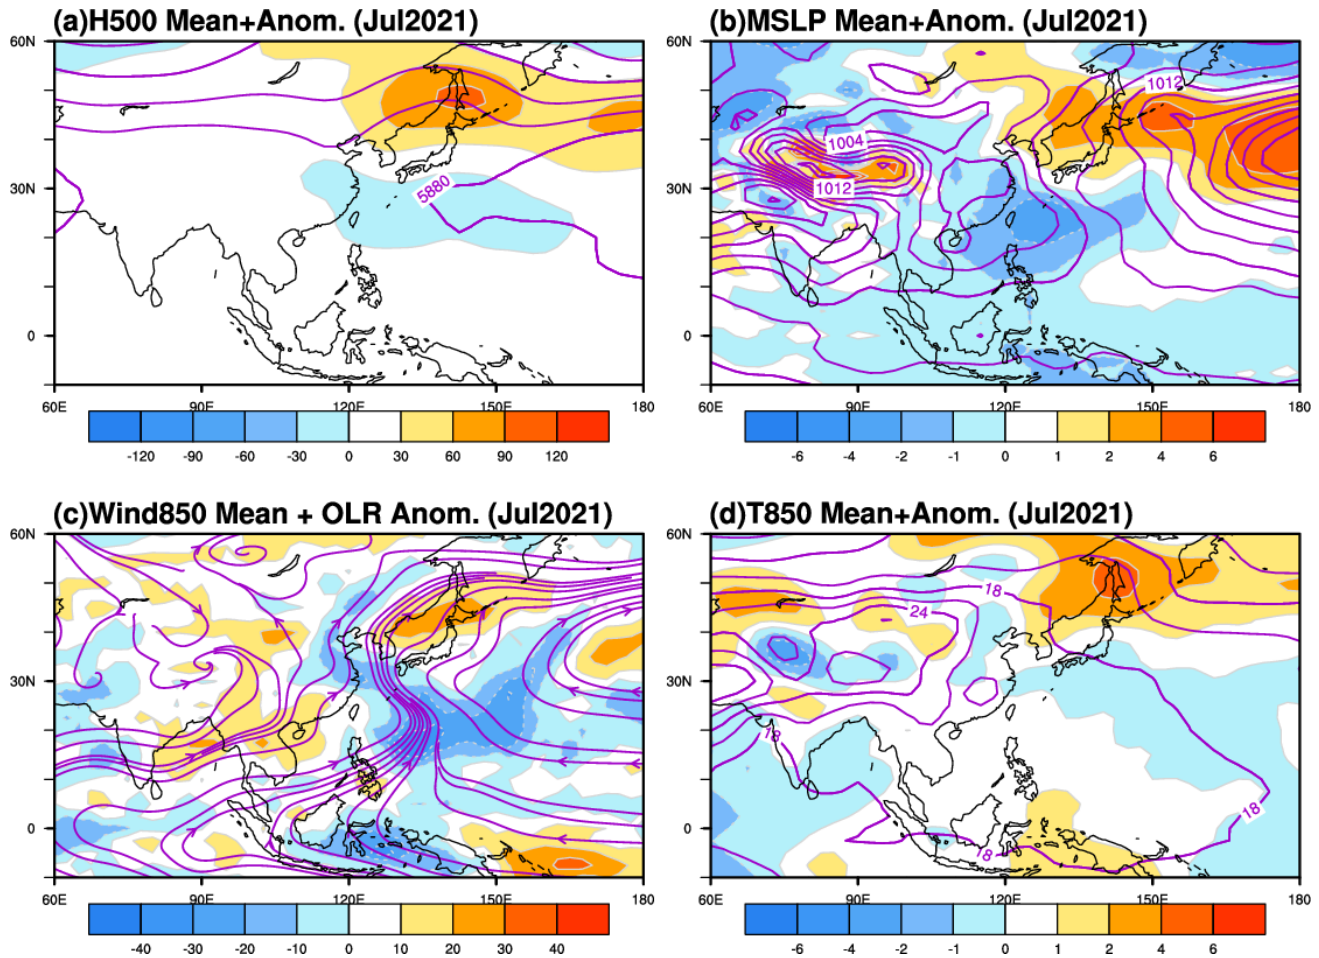 (a)H500 Mean+Anom. (Jul2021)
60N
30N
0
5880
60E 90E 120E 150E 180
-120 -90 -60 -30 0 30 60 90 120
(b)MSLP Mean+Anom. (Jul2021)
60N
30N
0
1012
1004
1012
60E 90E 120E 150E 180
-6 -4 -2 -1 0 1 2 4 6
(c)Wind850 Mean + OLR Anom. (Jul2021)
60N
30N
0
60E 90E 120E 150E 180
-40 -30 -20 -10 0 10 20 30 40
(d)T850 Mean+Anom. (Jul2021)
60N
30N
0
18
24
18
18
18
60E 90E 120E 150E 180
-6 -4 -2 -1 0 1 2 4 6